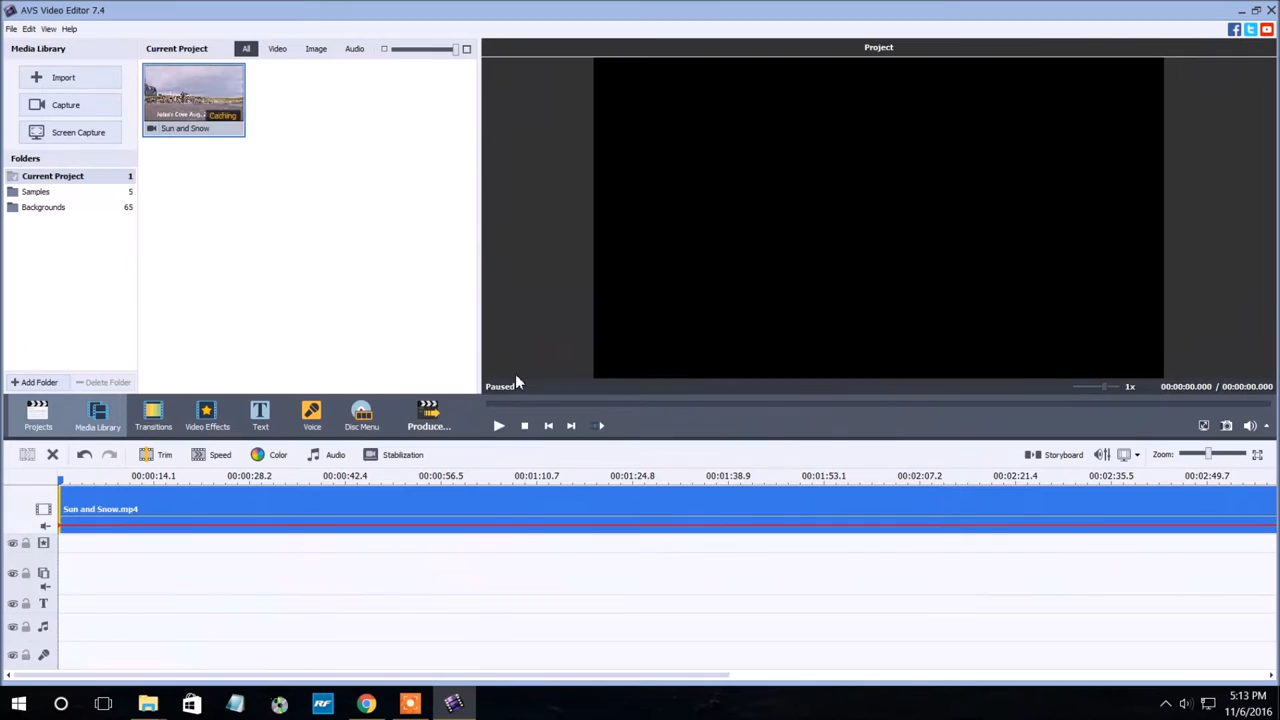 AVS Video Editor 7.4
File Edit View Help
Media Library
Current Project
All
Video
Image
Audio
Project
Import
Capture
Screen Capture
Caching
Sun and Snow
Folders
Current Project 1
Samples 5
Backgrounds 65
Add Folder
Delete Folder
Paused
1x
00:00:00.000 / 00:00:00.000
Projects
Media Library
Transitions
Video Effects
Text
Voice
Disc Menu
Produce...
Trim
Speed
Color
Audio
Stabilization
Storyboard
Zoom:
00:00:14.1 00:00:28.2 00:00:42.4 00:00:56.5 00:01:10.7 00:01:24.8 00:01:38.9 00:01:53.1 00:02:07.2 00:02:21.4 00:02:35.5 00:02:49.7
Sun and Snow.mp4
T
RF
5:13 PM
11/6/2016